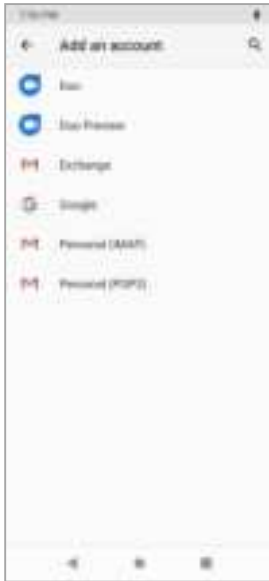 Add an account
Duo
Duo Preview
Exchange
Google
Personal (IMAP)
Personal (POP3)